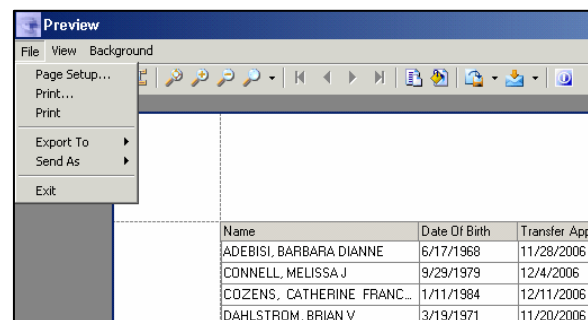 Preview
File View Background
Page Setup...
Print...
Print
Export To
Send As
Exit
Name Date Of Birth Transfer App
ADEBISI, BARBARA DIANNE 6/17/1968 11/28/2006
CONNELL, MELISSA J 9/29/1979 12/4/2006
COZENS, CATHERINE FRANC... 1/11/1984 12/11/2006
DAHLSTROM, BRIAN V 3/19/1971 11/20/2006